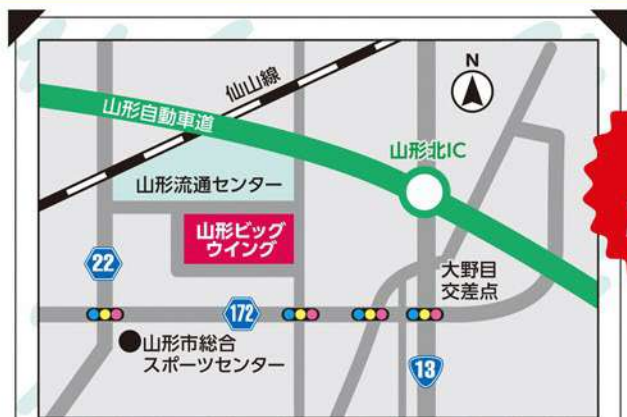 仙山線
N
山形自動車道
山形北IC
山形流通センター
山形ビッグ
ウイング
22
大野目
交差点
172
山形市総合
スポーツセンター
13